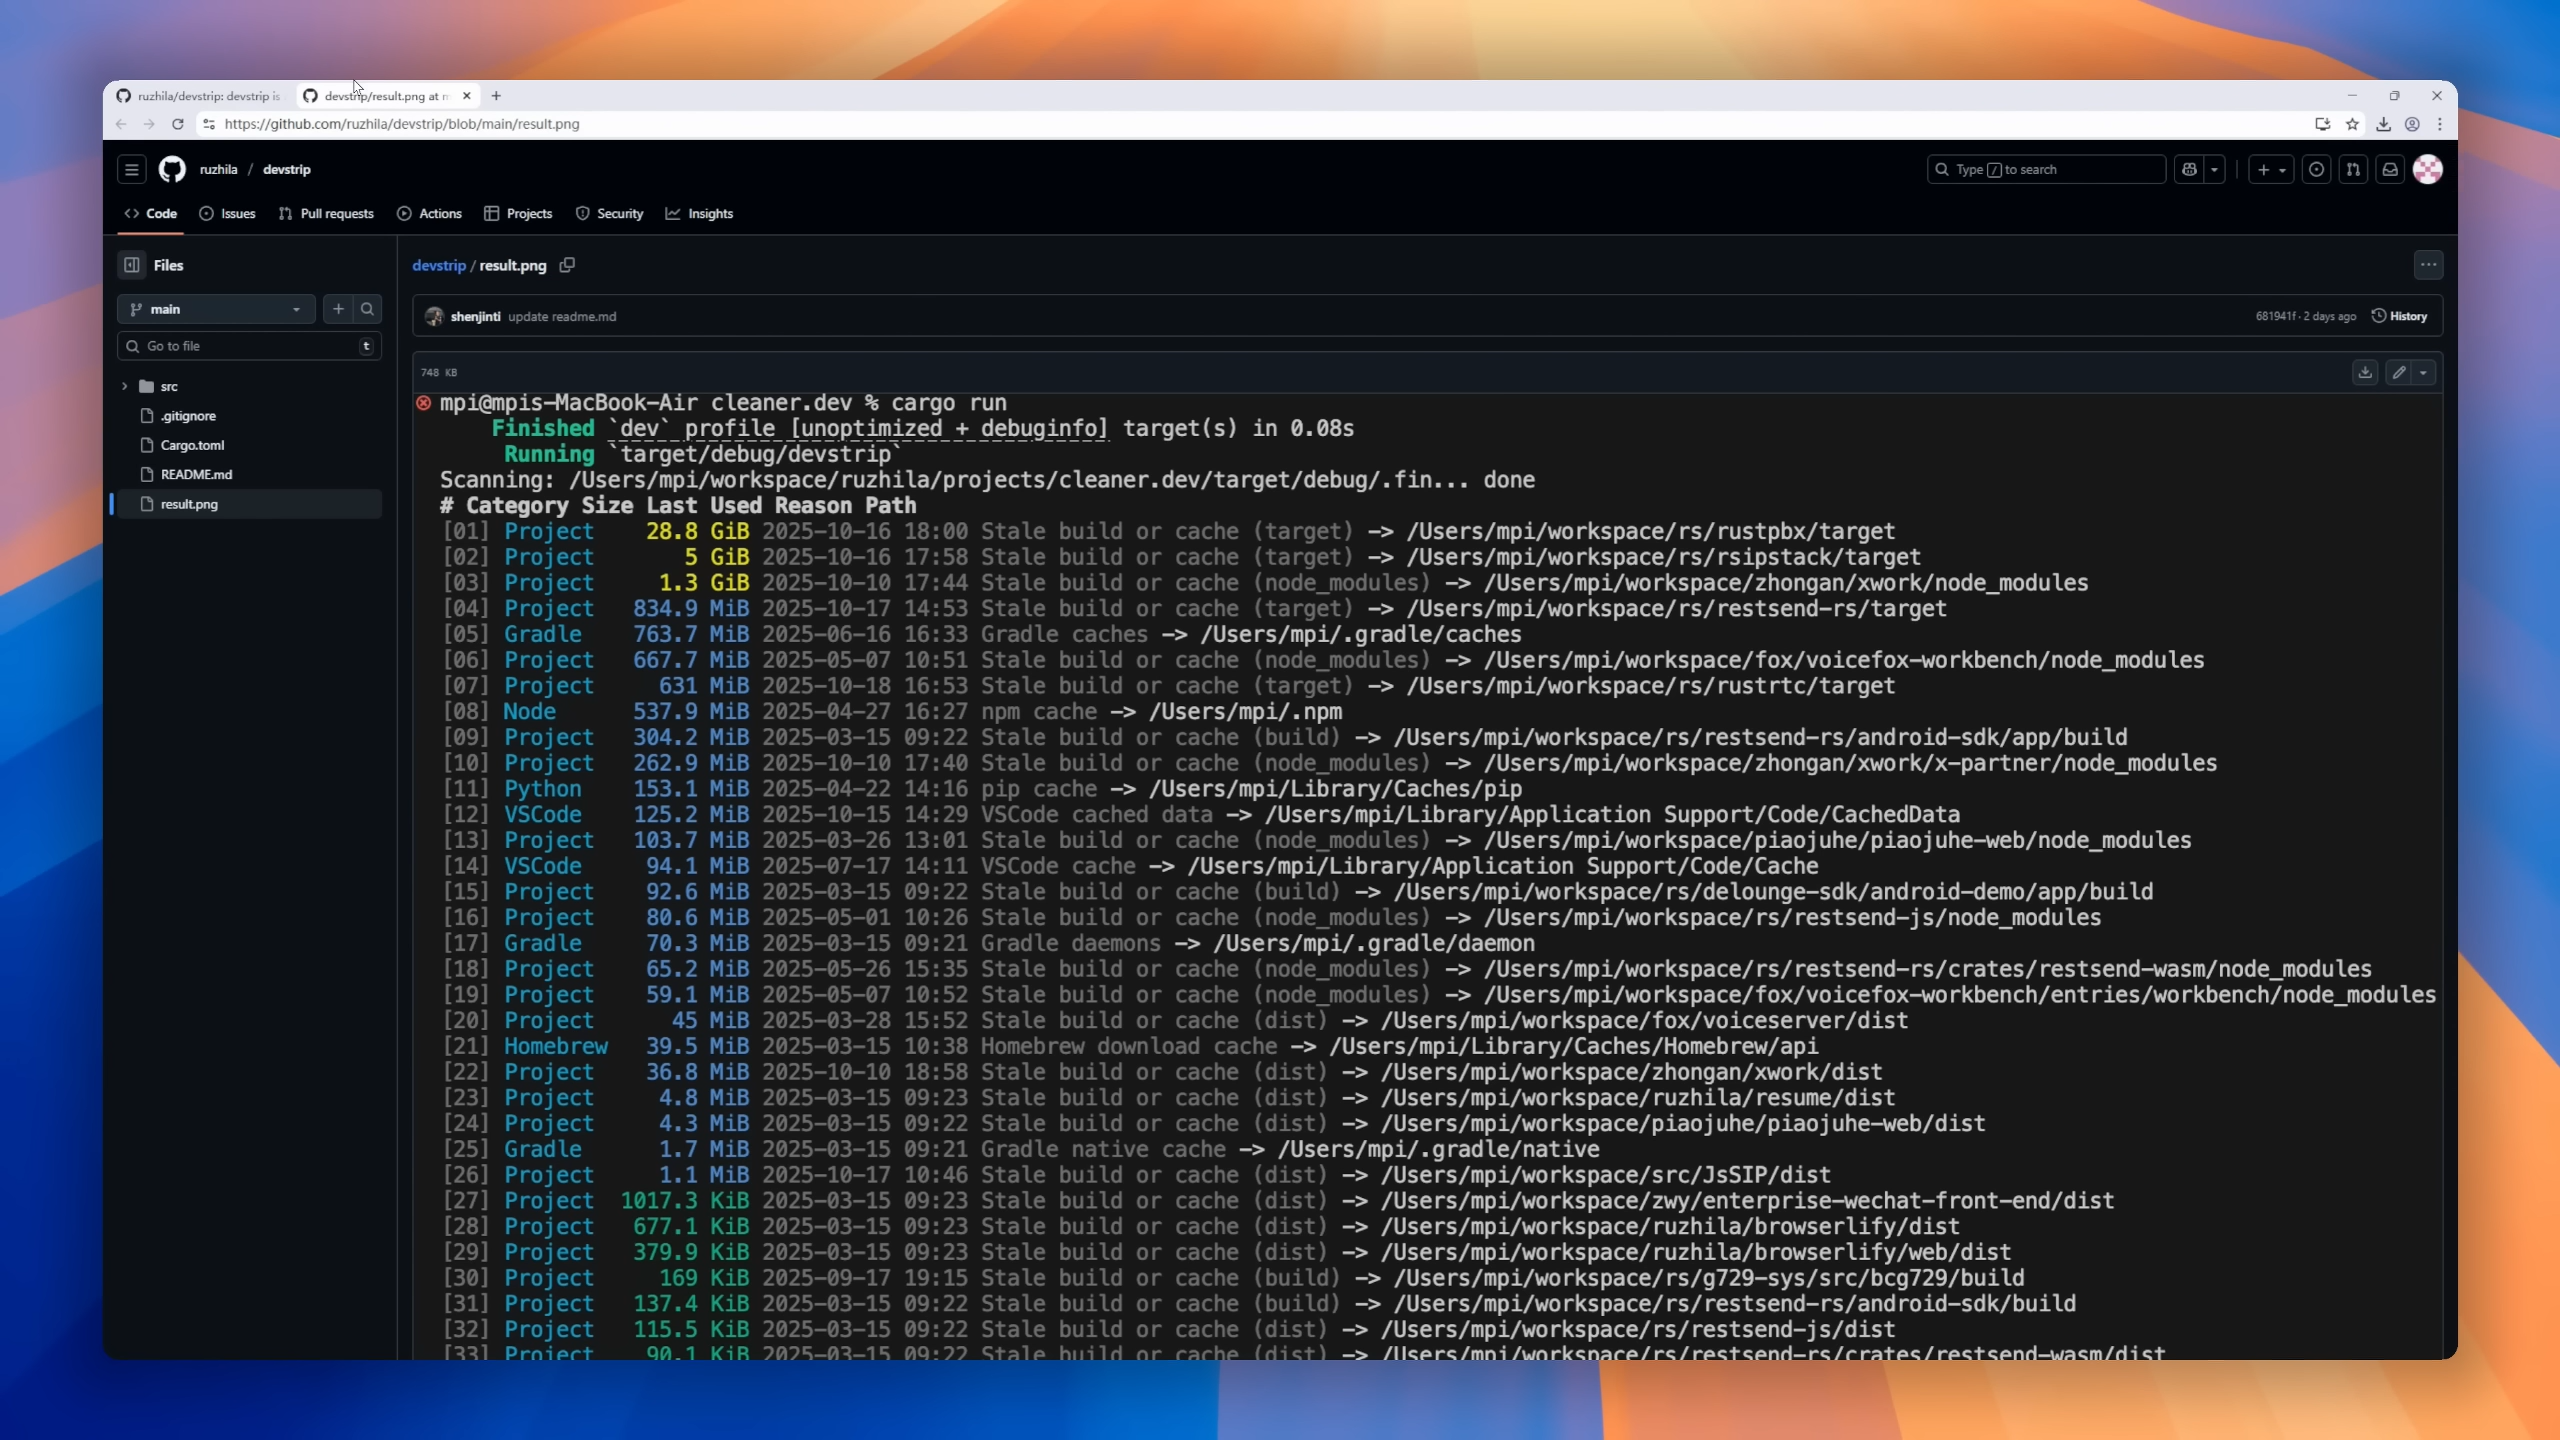 ruzhila/devstrip: devstrip is
devstrip/result.png at m
https://github.com/ruzhila/devstrip/blob/main/result.png
ruzhila / devstrip
Type / to search
Code Issues Pull requests Actions Projects Security Insights
Files
main
Go to file t
src
.gitignore
Cargo.toml
README.md
result.png
devstrip / result.png
shenjinti update readme.md
681941f · 2 days ago History
748 KB
mpi@mpis-MacBook-Air cleaner.dev % cargo run
Finished `dev` profile [unoptimized + debuginfo] target(s) in 0.08s
Running `target/debug/devstrip`
Scanning: /Users/mpi/workspace/ruzhila/projects/cleaner.dev/target/debug/.fin... done
# Category Size Last Used Reason Path
[01] Project 28.8 GiB 2025-10-16 18:00 Stale build or cache (target) -> /Users/mpi/workspace/rs/rustpbx/target
[02] Project 5 GiB 2025-10-16 17:58 Stale build or cache (target) -> /Users/mpi/workspace/rs/rsipstack/target
[03] Project 1.3 GiB 2025-10-10 17:44 Stale build or cache (node_modules) -> /Users/mpi/workspace/zhongan/xwork/node_modules
[04] Project 834.9 MiB 2025-10-17 14:53 Stale build or cache (target) -> /Users/mpi/workspace/rs/restsend-rs/target
[05] Gradle 763.7 MiB 2025-06-16 16:33 Gradle caches -> /Users/mpi/.gradle/caches
[06] Project 667.7 MiB 2025-05-07 10:51 Stale build or cache (node_modules) -> /Users/mpi/workspace/fox/voicefox-workbench/node_modules
[07] Project 631 MiB 2025-10-18 16:53 Stale build or cache (target) -> /Users/mpi/workspace/rs/rustrtc/target
[08] Node 537.9 MiB 2025-04-27 16:27 npm cache -> /Users/mpi/.npm
[09] Project 304.2 MiB 2025-03-15 09:22 Stale build or cache (build) -> /Users/mpi/workspace/rs/restsend-rs/android-sdk/app/build
[10] Project 262.9 MiB 2025-10-10 17:40 Stale build or cache (node_modules) -> /Users/mpi/workspace/zhongan/xwork/x-partner/node_modules
[11] Python 153.1 MiB 2025-04-22 14:16 pip cache -> /Users/mpi/Library/Caches/pip
[12] VSCode 125.2 MiB 2025-10-15 14:29 VSCode cached data -> /Users/mpi/Library/Application Support/Code/CachedData
[13] Project 103.7 MiB 2025-03-26 13:01 Stale build or cache (node_modules) -> /Users/mpi/workspace/piaojuhe/piaojuhe-web/node_modules
[14] VSCode 94.1 MiB 2025-07-17 14:11 VSCode cache -> /Users/mpi/Library/Application Support/Code/Cache
[15] Project 92.6 MiB 2025-03-15 09:22 Stale build or cache (build) -> /Users/mpi/workspace/rs/delounge-sdk/android-demo/app/build
[16] Project 80.6 MiB 2025-05-01 10:26 Stale build or cache (node_modules) -> /Users/mpi/workspace/rs/restsend-js/node_modules
[17] Gradle 70.3 MiB 2025-03-15 09:21 Gradle daemons -> /Users/mpi/.gradle/daemon
[18] Project 65.2 MiB 2025-05-26 15:35 Stale build or cache (node_modules) -> /Users/mpi/workspace/rs/restsend-rs/crates/restsend-wasm/node_modules
[19] Project 59.1 MiB 2025-05-07 10:52 Stale build or cache (node_modules) -> /Users/mpi/workspace/fox/voicefox-workbench/entries/workbench/node_modules
[20] Project 45 MiB 2025-03-28 15:52 Stale build or cache (dist) -> /Users/mpi/workspace/fox/voiceserver/dist
[21] Homebrew 39.5 MiB 2025-03-15 10:38 Homebrew download cache -> /Users/mpi/Library/Caches/Homebrew/api
[22] Project 36.8 MiB 2025-10-10 18:58 Stale build or cache (dist) -> /Users/mpi/workspace/zhongan/xwork/dist
[23] Project 4.8 MiB 2025-03-15 09:23 Stale build or cache (dist) -> /Users/mpi/workspace/ruzhila/resume/dist
[24] Project 4.3 MiB 2025-03-15 09:22 Stale build or cache (dist) -> /Users/mpi/workspace/piaojuhe/piaojuhe-web/dist
[25] Gradle 1.7 MiB 2025-03-15 09:21 Gradle native cache -> /Users/mpi/.gradle/native
[26] Project 1.1 MiB 2025-10-17 10:46 Stale build or cache (dist) -> /Users/mpi/workspace/src/JsSIP/dist
[27] Project 1017.3 KiB 2025-03-15 09:23 Stale build or cache (dist) -> /Users/mpi/workspace/zwy/enterprise-wechat-front-end/dist
[28] Project 677.1 KiB 2025-03-15 09:23 Stale build or cache (dist) -> /Users/mpi/workspace/ruzhila/browserlify/dist
[29] Project 379.9 KiB 2025-03-15 09:23 Stale build or cache (dist) -> /Users/mpi/workspace/ruzhila/browserlify/web/dist
[30] Project 169 KiB 2025-09-17 19:15 Stale build or cache (build) -> /Users/mpi/workspace/rs/g729-sys/src/bcg729/build
[31] Project 137.4 KiB 2025-03-15 09:22 Stale build or cache (build) -> /Users/mpi/workspace/rs/restsend-rs/android-sdk/build
[32] Project 115.5 KiB 2025-03-15 09:22 Stale build or cache (dist) -> /Users/mpi/workspace/rs/restsend-js/dist
[33] Project 90.1 KiB 2025-03-15 09:22 Stale build or cache (dist) -> /Users/mpi/workspace/rs/restsend-rs/crates/restsend-wasm/dist